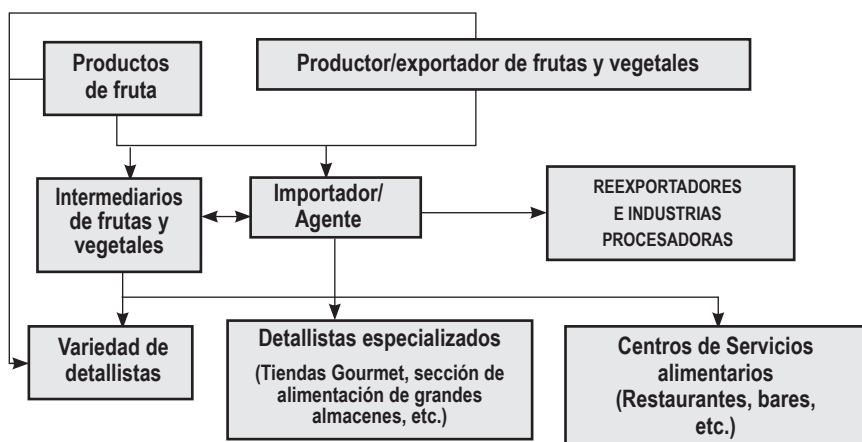 Productos
de fruta
Productor/exportador de frutas y vegetales
Intermediarios
de frutas y
vegetales
Importador/
Agente
REEXPORTADORES
E INDUSTRIAS
PROCESADORAS
Variedad de
detallistas
Detallistas especializados
(Tiendas Gourmet, sección de
alimentación de grandes
almacenes, etc.)
Centros de Servicios
alimentarios
(Restaurantes, bares,
etc.)